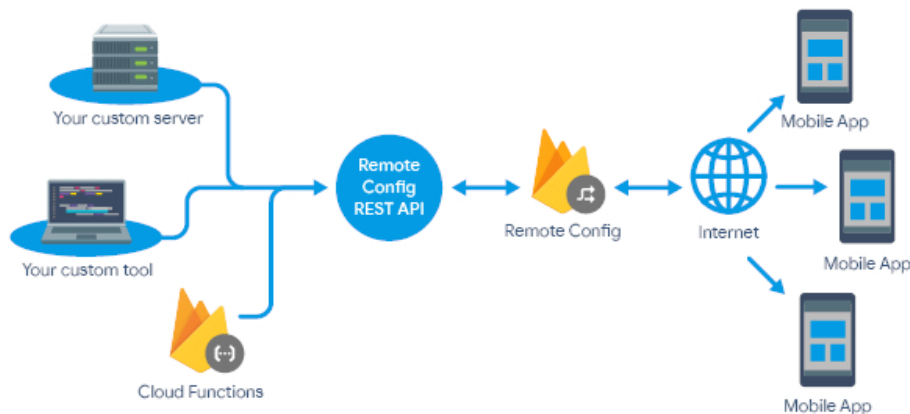 Your custom server
Your custom tool
Cloud Functions
Remote
Config
REST API
Remote Config
Internet
Mobile App
Mobile App
Mobile App